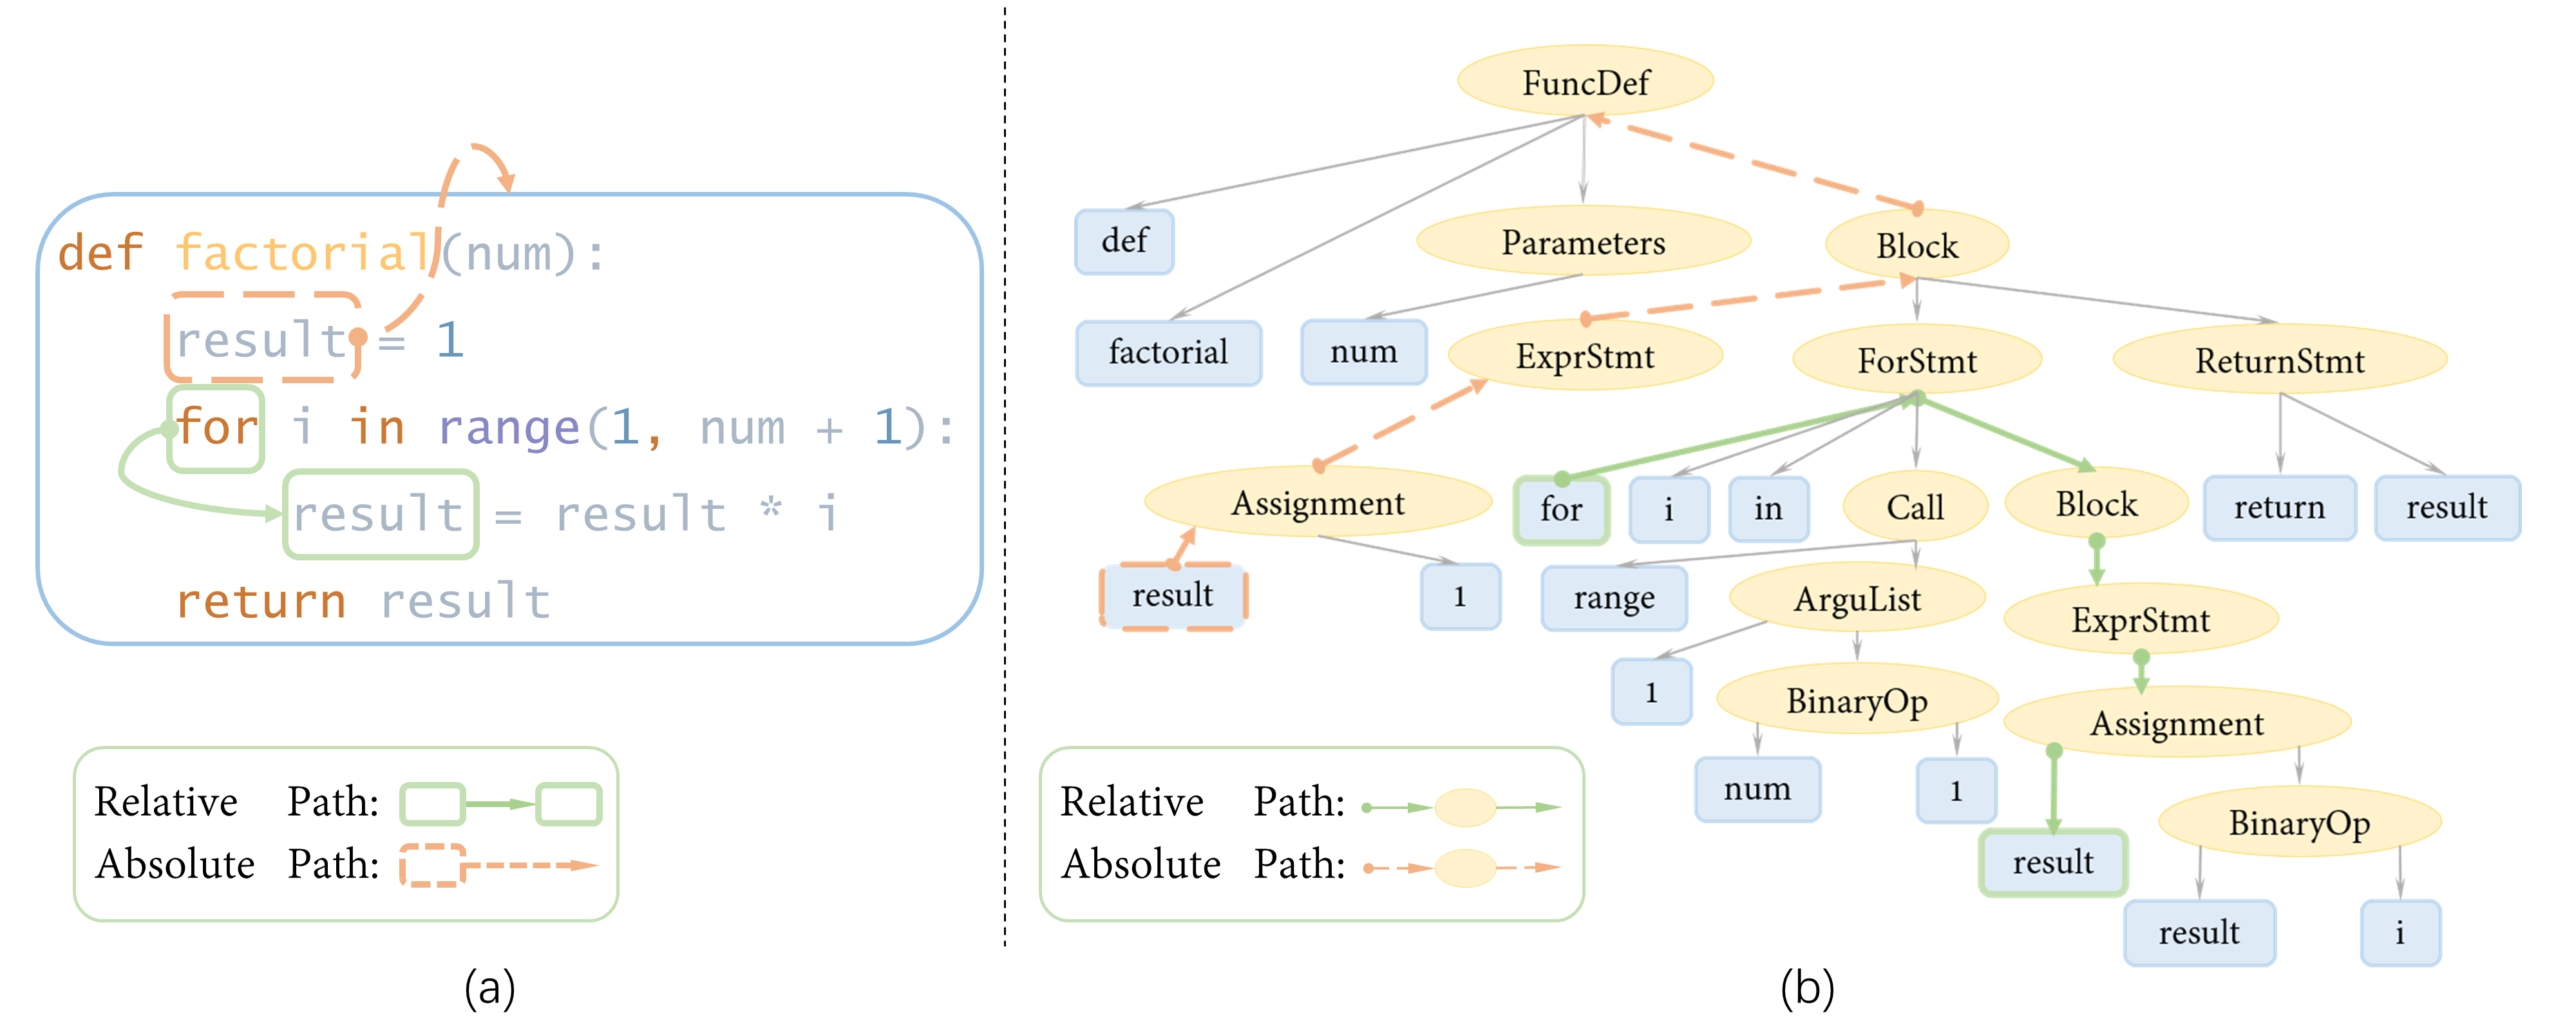 def factorial(num):
result = 1
for i in range(1, num + 1):
result = result * i
return result
Relative Path:
Absolute Path:
(a)
FuncDef
def
Parameters
Block
factorial
num
ExprStmt
ForStmt
ReturnStmt
Assignment
for
i
in
Call
Block
return
result
result
1
range
ArguList
ExprStmt
1
BinaryOp
Assignment
num
1
BinaryOp
result
result
i
Relative Path:
Absolute Path:
(b)